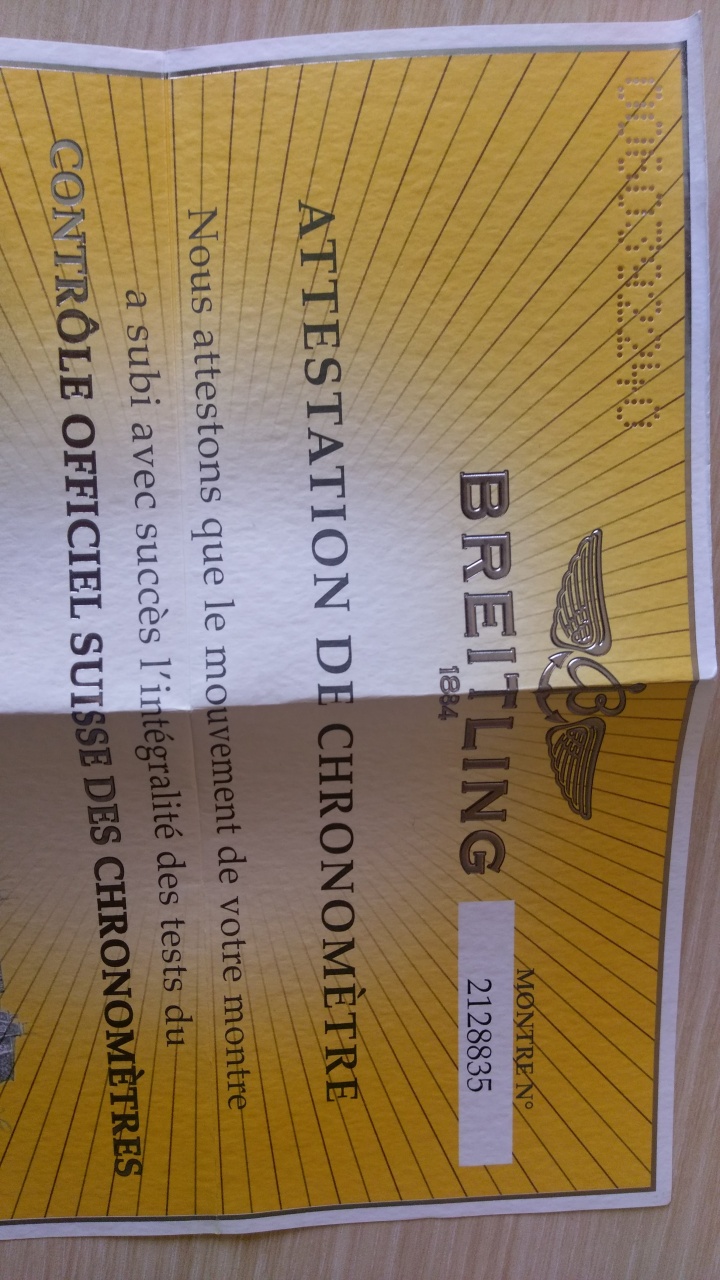 BREITLING
1884
MONTRE N°
2128835
ATTESTATION DE CHRONOMÈTRE
Nous attestons que le mouvement de votre montre
a subi avec succès l'intégralité des tests du
CONTRÔLE OFFICIEL SUISSE DES CHRONOMÈTRES